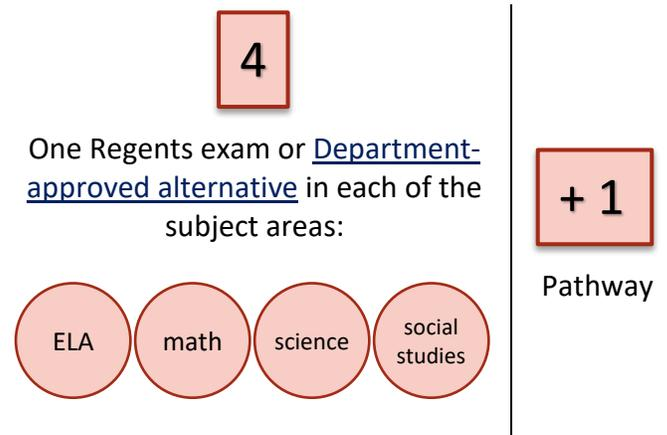 4
One Regents exam or Department-
approved alternative in each of the
subject areas:
ELA
math
science
social
studies
+ 1
Pathway